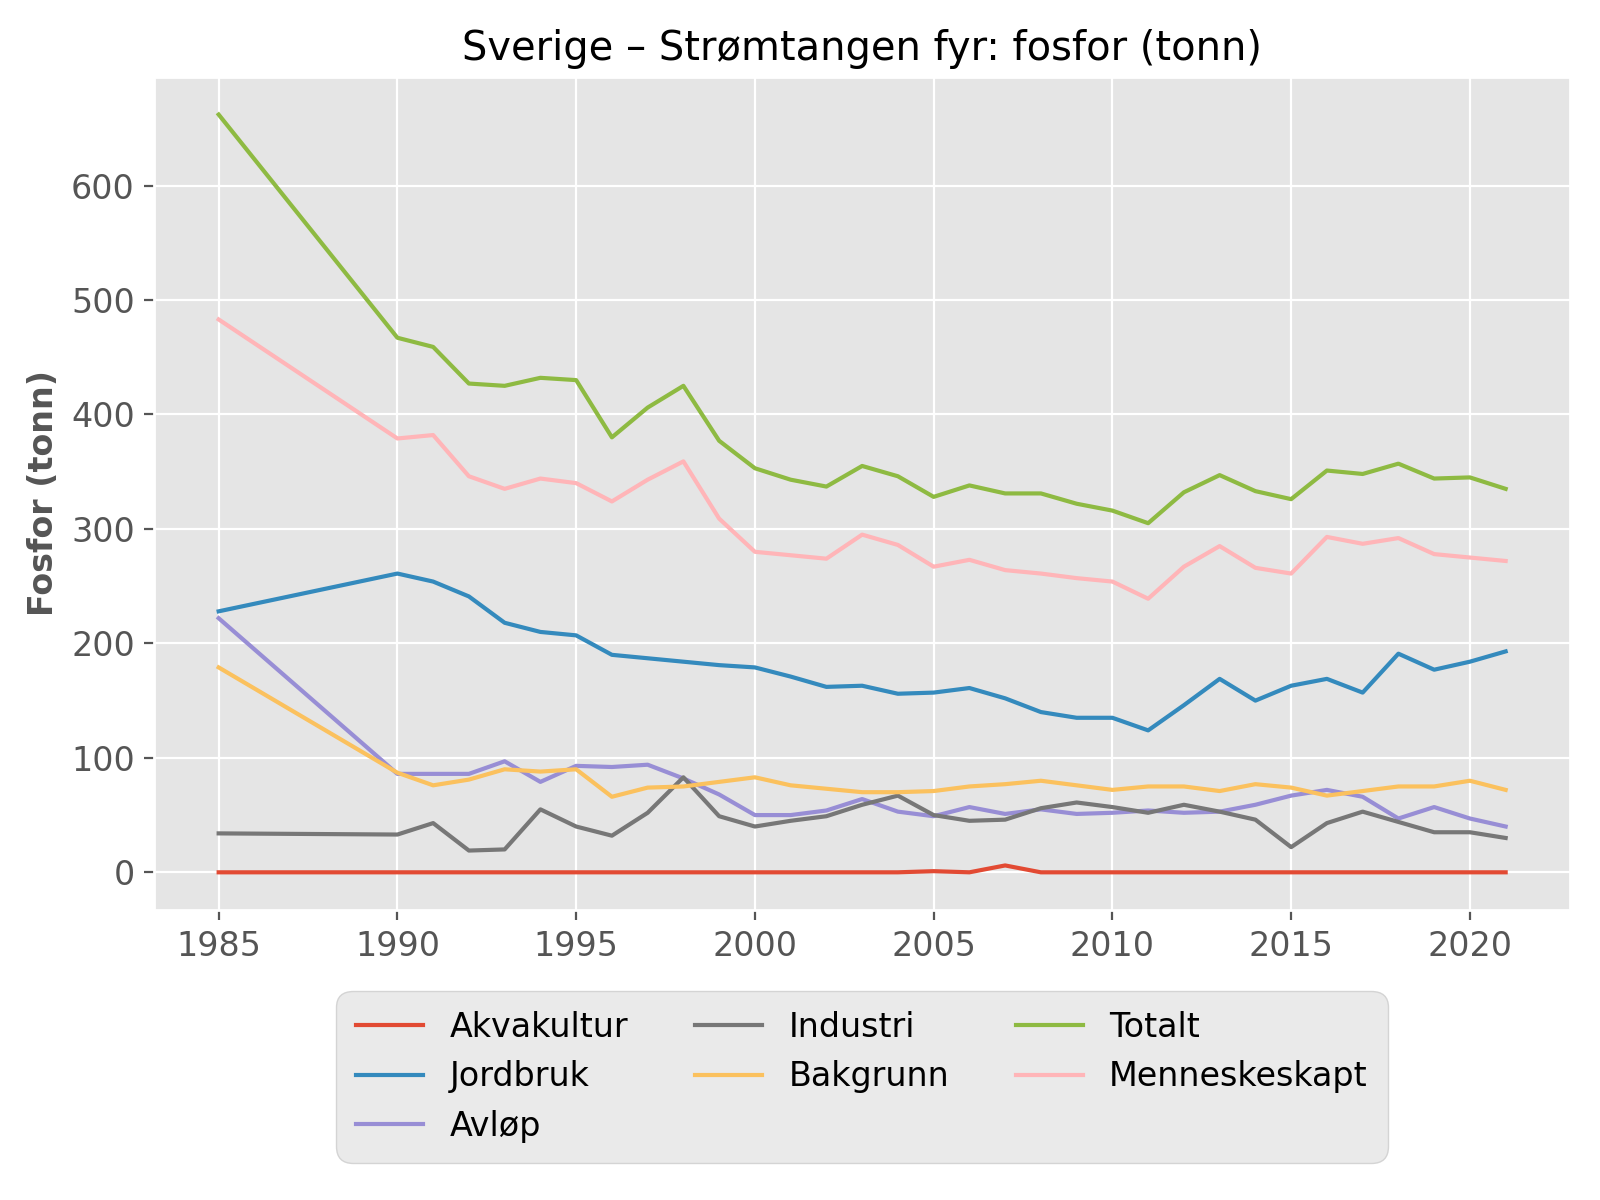 Sverige – Strømtangen fyr: fosfor (tonn)
Fosfor (tonn)
600
500
400
300
200
100
0
1985 1990 1995 2000 2005 2010 2015 2020
Akvakultur Industri Totalt
Jordbruk Bakgrunn Menneskeskapt
Avløp